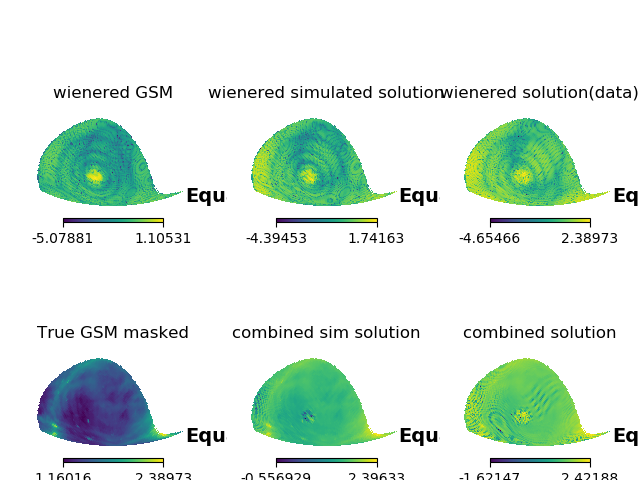 wienered GSM
wienered simulated solution
wienered solution(data)
Equ
Equ
Eq
-5.07881 1.10531
-4.39453 1.74163
-4.65466 2.38973
True GSM masked
combined sim solution
combined solution
Equ
Equ
Eq
1.16016 2.38973
-0.556929 2.39633
-1.62147 2.42188